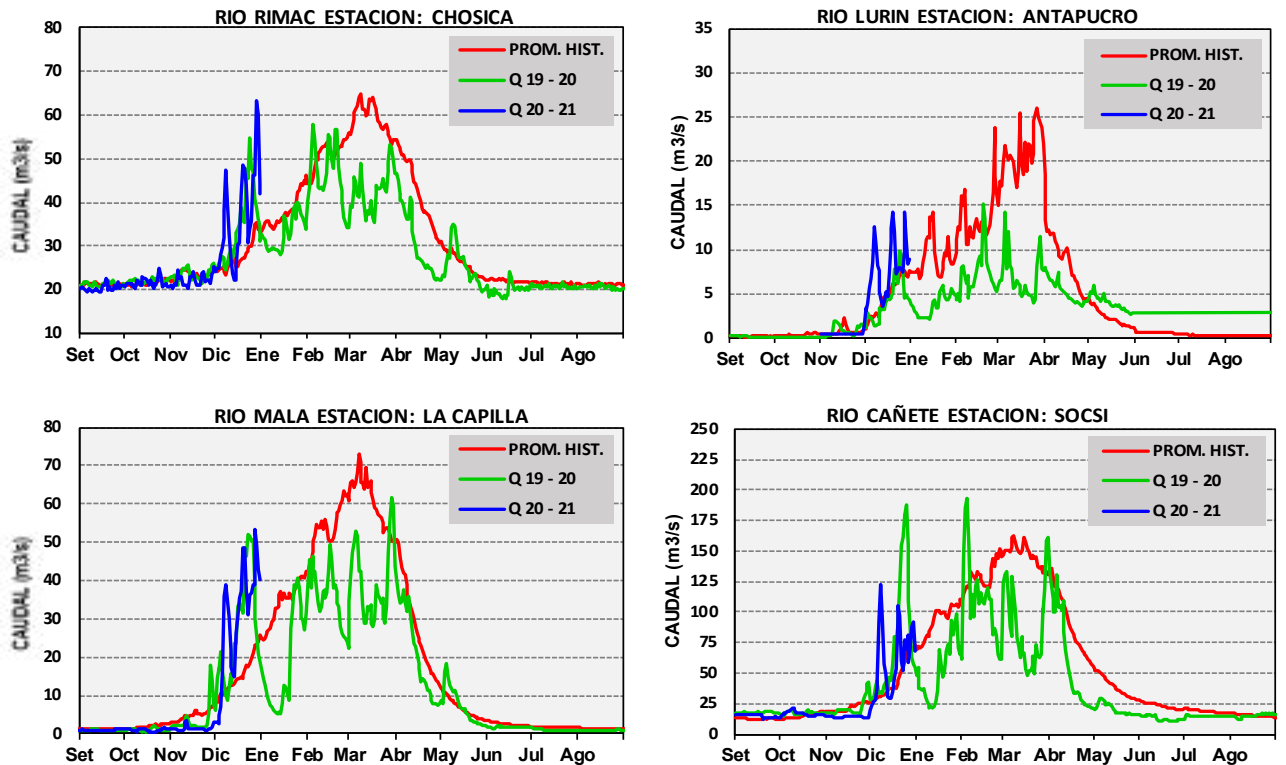 RIO RIMAC ESTACION: CHOSICA
CAUDAL (m3/s)
80
70
60
50
40
30
20
10
PROM. HIST.
Q 19 - 20
Q 20 - 21
Set Oct Nov Dic Ene Feb Mar Abr May Jun Jul Ago
RIO LURIN ESTACION: ANTAPUCRO
CAUDAL (m3/s)
35
30
25
20
15
10
5
0
PROM. HIST.
Q 19 - 20
Q 20 - 21
Set Oct Nov Dic Ene Feb Mar Abr May Jun Jul Ago
RIO MALA ESTACION: LA CAPILLA
CAUDAL (m3/s)
80
70
60
50
40
30
20
10
0
PROM. HIST.
Q 19 - 20
Q 20 - 21
Set Oct Nov Dic Ene Feb Mar Abr May Jun Jul Ago
RIO CAÑETE ESTACION: SOCSI
CAUDAL (m3/s)
250
225
200
175
150
125
100
75
50
25
0
PROM. HIST.
Q 19 - 20
Q 20 - 21
Set Oct Nov Dic Ene Feb Mar Abr May Jun Jul Ago